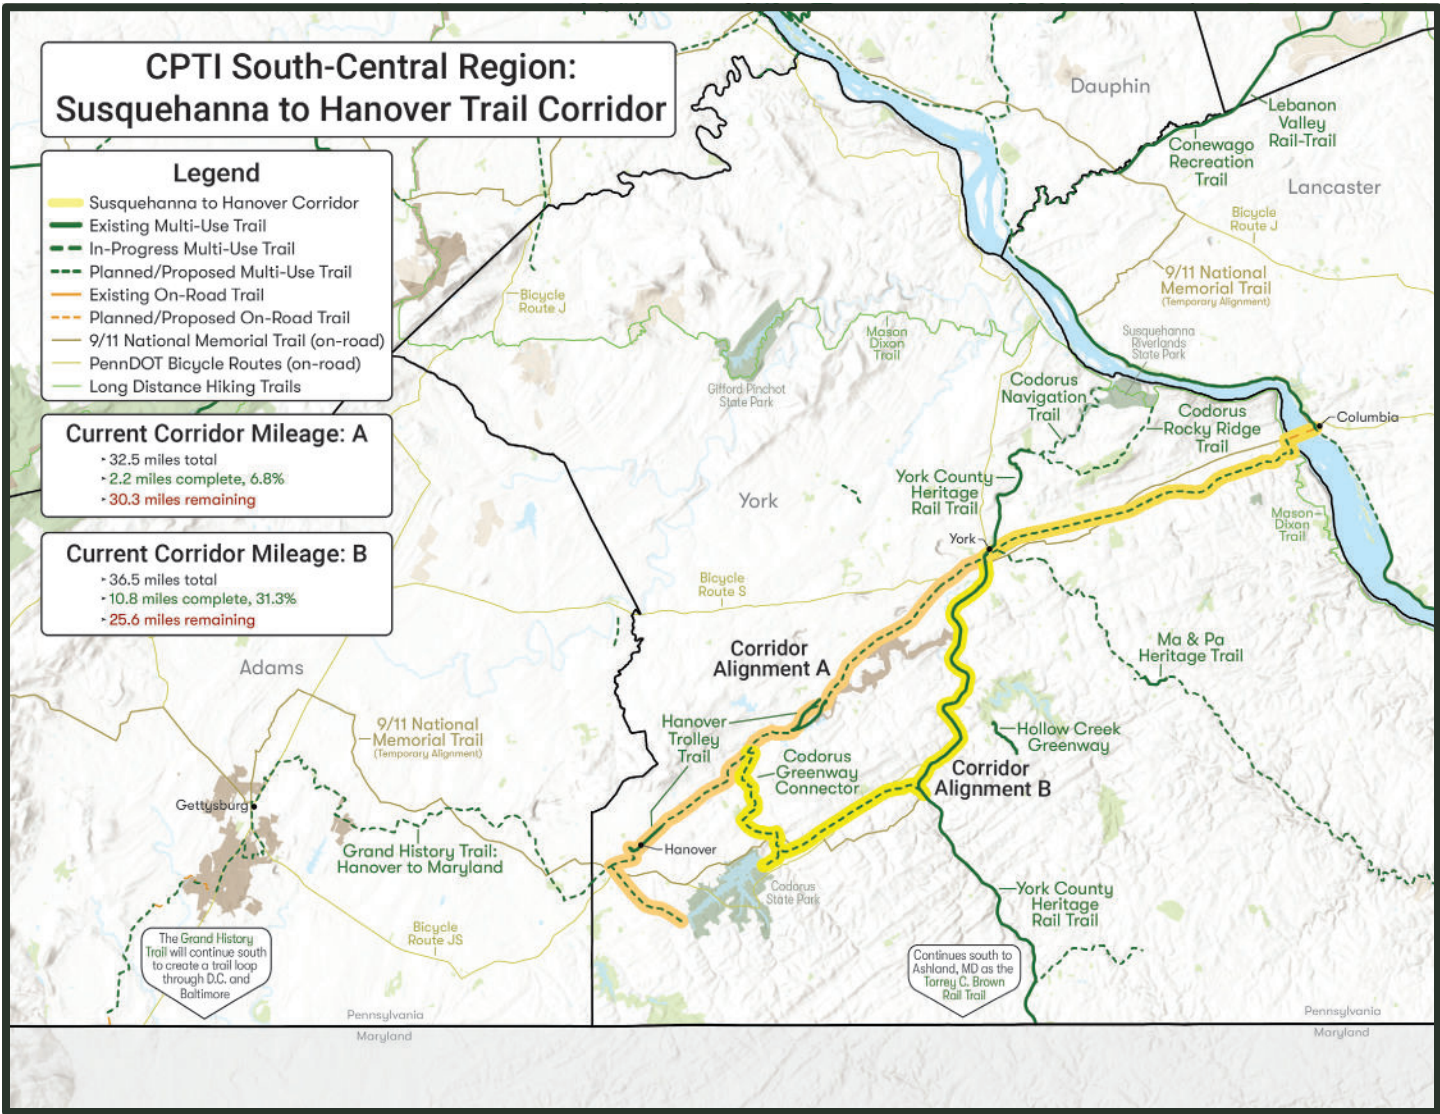 CPTI South-Central Region:
Susquehanna to Hanover Trail Corridor
Legend
Susquehanna to Hanover Corridor
Existing Multi-Use Trail
In-Progress Multi-Use Trail
Planned/Proposed Multi-Use Trail
Existing On-Road Trail
Planned/Proposed On-Road Trail
9/11 National Memorial Trail (on-road)
PennDOT Bicycle Routes (on-road)
Long Distance Hiking Trails
Current Corridor Mileage: A
‣ 32.5 miles total
‣ 2.2 miles complete, 6.8%
‣ 30.3 miles remaining
Current Corridor Mileage: B
‣ 36.5 miles total
‣ 10.8 miles complete, 31.3%
‣ 25.6 miles remaining
Dauphin
Lebanon
Valley
Rail-Trail
Conewago
Recreation
Trail
Lancaster
Bicycle
Route J
9/11 National
Memorial Trail
(Temporary Alignment)
Bicycle
Route J
Mason
Dixon
Trail
Susquehanna
Riverlands
State Park
Gifford Pinchot
State Park
Codorus
Navigation
Trail
Codorus
Rocky Ridge
Trail
Columbia
York County
Heritage
Rail Trail
York
Mason-
Dixon
Trail
York
Bicycle
Route S
Corridor
Alignment A
Ma & Pa
Heritage Trail
Adams
9/11 National
Memorial Trail
(Temporary Alignment)
Hanover
Trolley
Trail
Codorus
Greenway
Connector
Hollow Creek
Greenway
Corridor
Alignment B
Gettysburg
Hanover
Grand History Trail:
Hanover to Maryland
Codorus
State Park
York County
Heritage
Rail Trail
Bicycle
Route JS
The Grand History
Trail will continue south
to create a trail loop
through D.C. and
Baltimore
Continues south to
Ashland, MD as the
Torrey C. Brown
Rail Trail
Pennsylvania
Maryland
Pennsylvania
Maryland